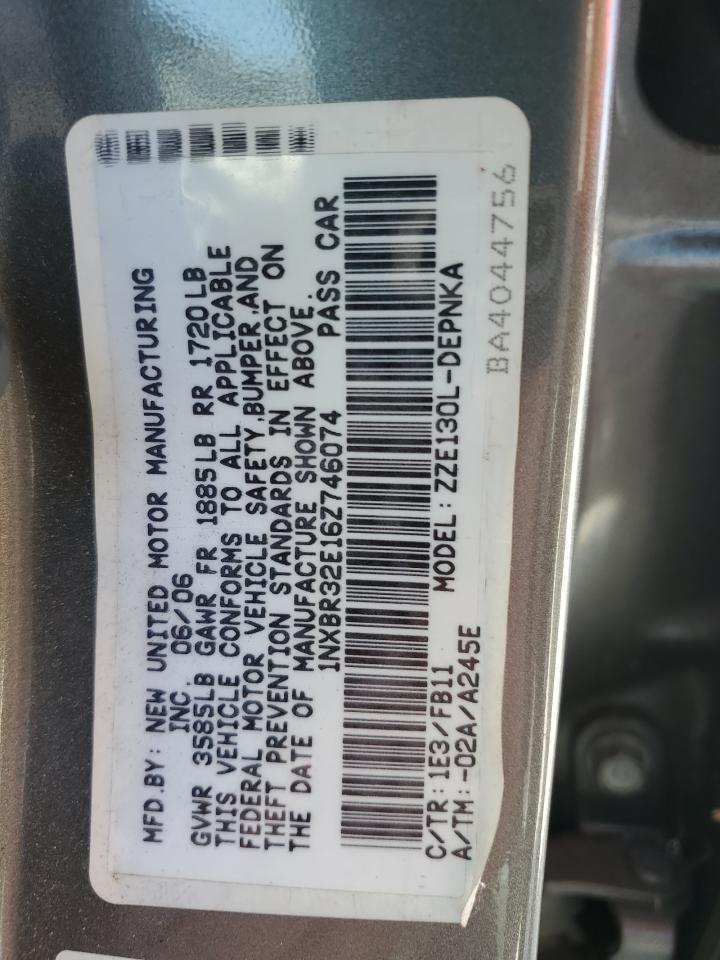 MFD.BY: NEW UNITED MOTOR MANUFACTURING
INC. 06/06
GVWR 3585LB GAWR FR 1885LB RR 1720LB
THIS VEHICLE CONFORMS TO ALL APPLICABLE
FEDERAL MOTOR VEHICLE SAFETY,BUMPER,AND
THEFT PREVENTION STANDARDS IN EFFECT ON
THE DATE OF MANUFACTURE SHOWN ABOVE.
1NXBR32E16Z746074 PASS CAR
C/TR:1E3/FB11 MODEL: ZZE130L-DEPNKA
A/TM:-02A/A245E
BA4044756